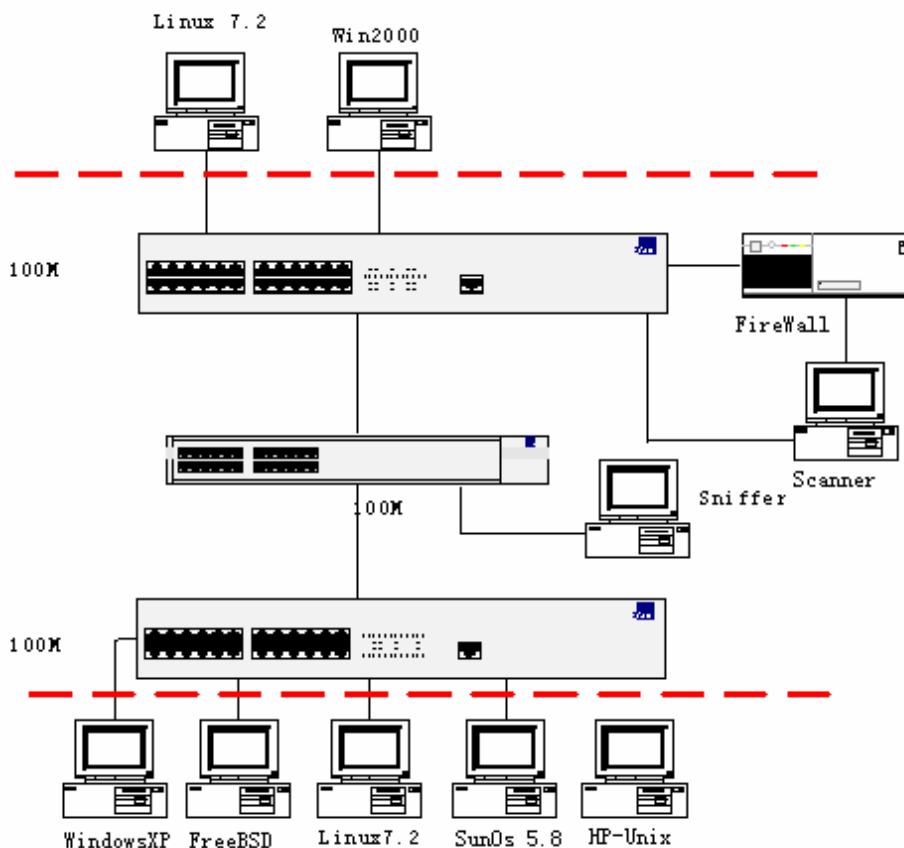 Linux 7.2
Win2000
100M
FireWall
Scanner
Sniffer
100M
100M
WindowsXP
FreeBSD
Linux7.2
SunOs 5.8
HP-Unix